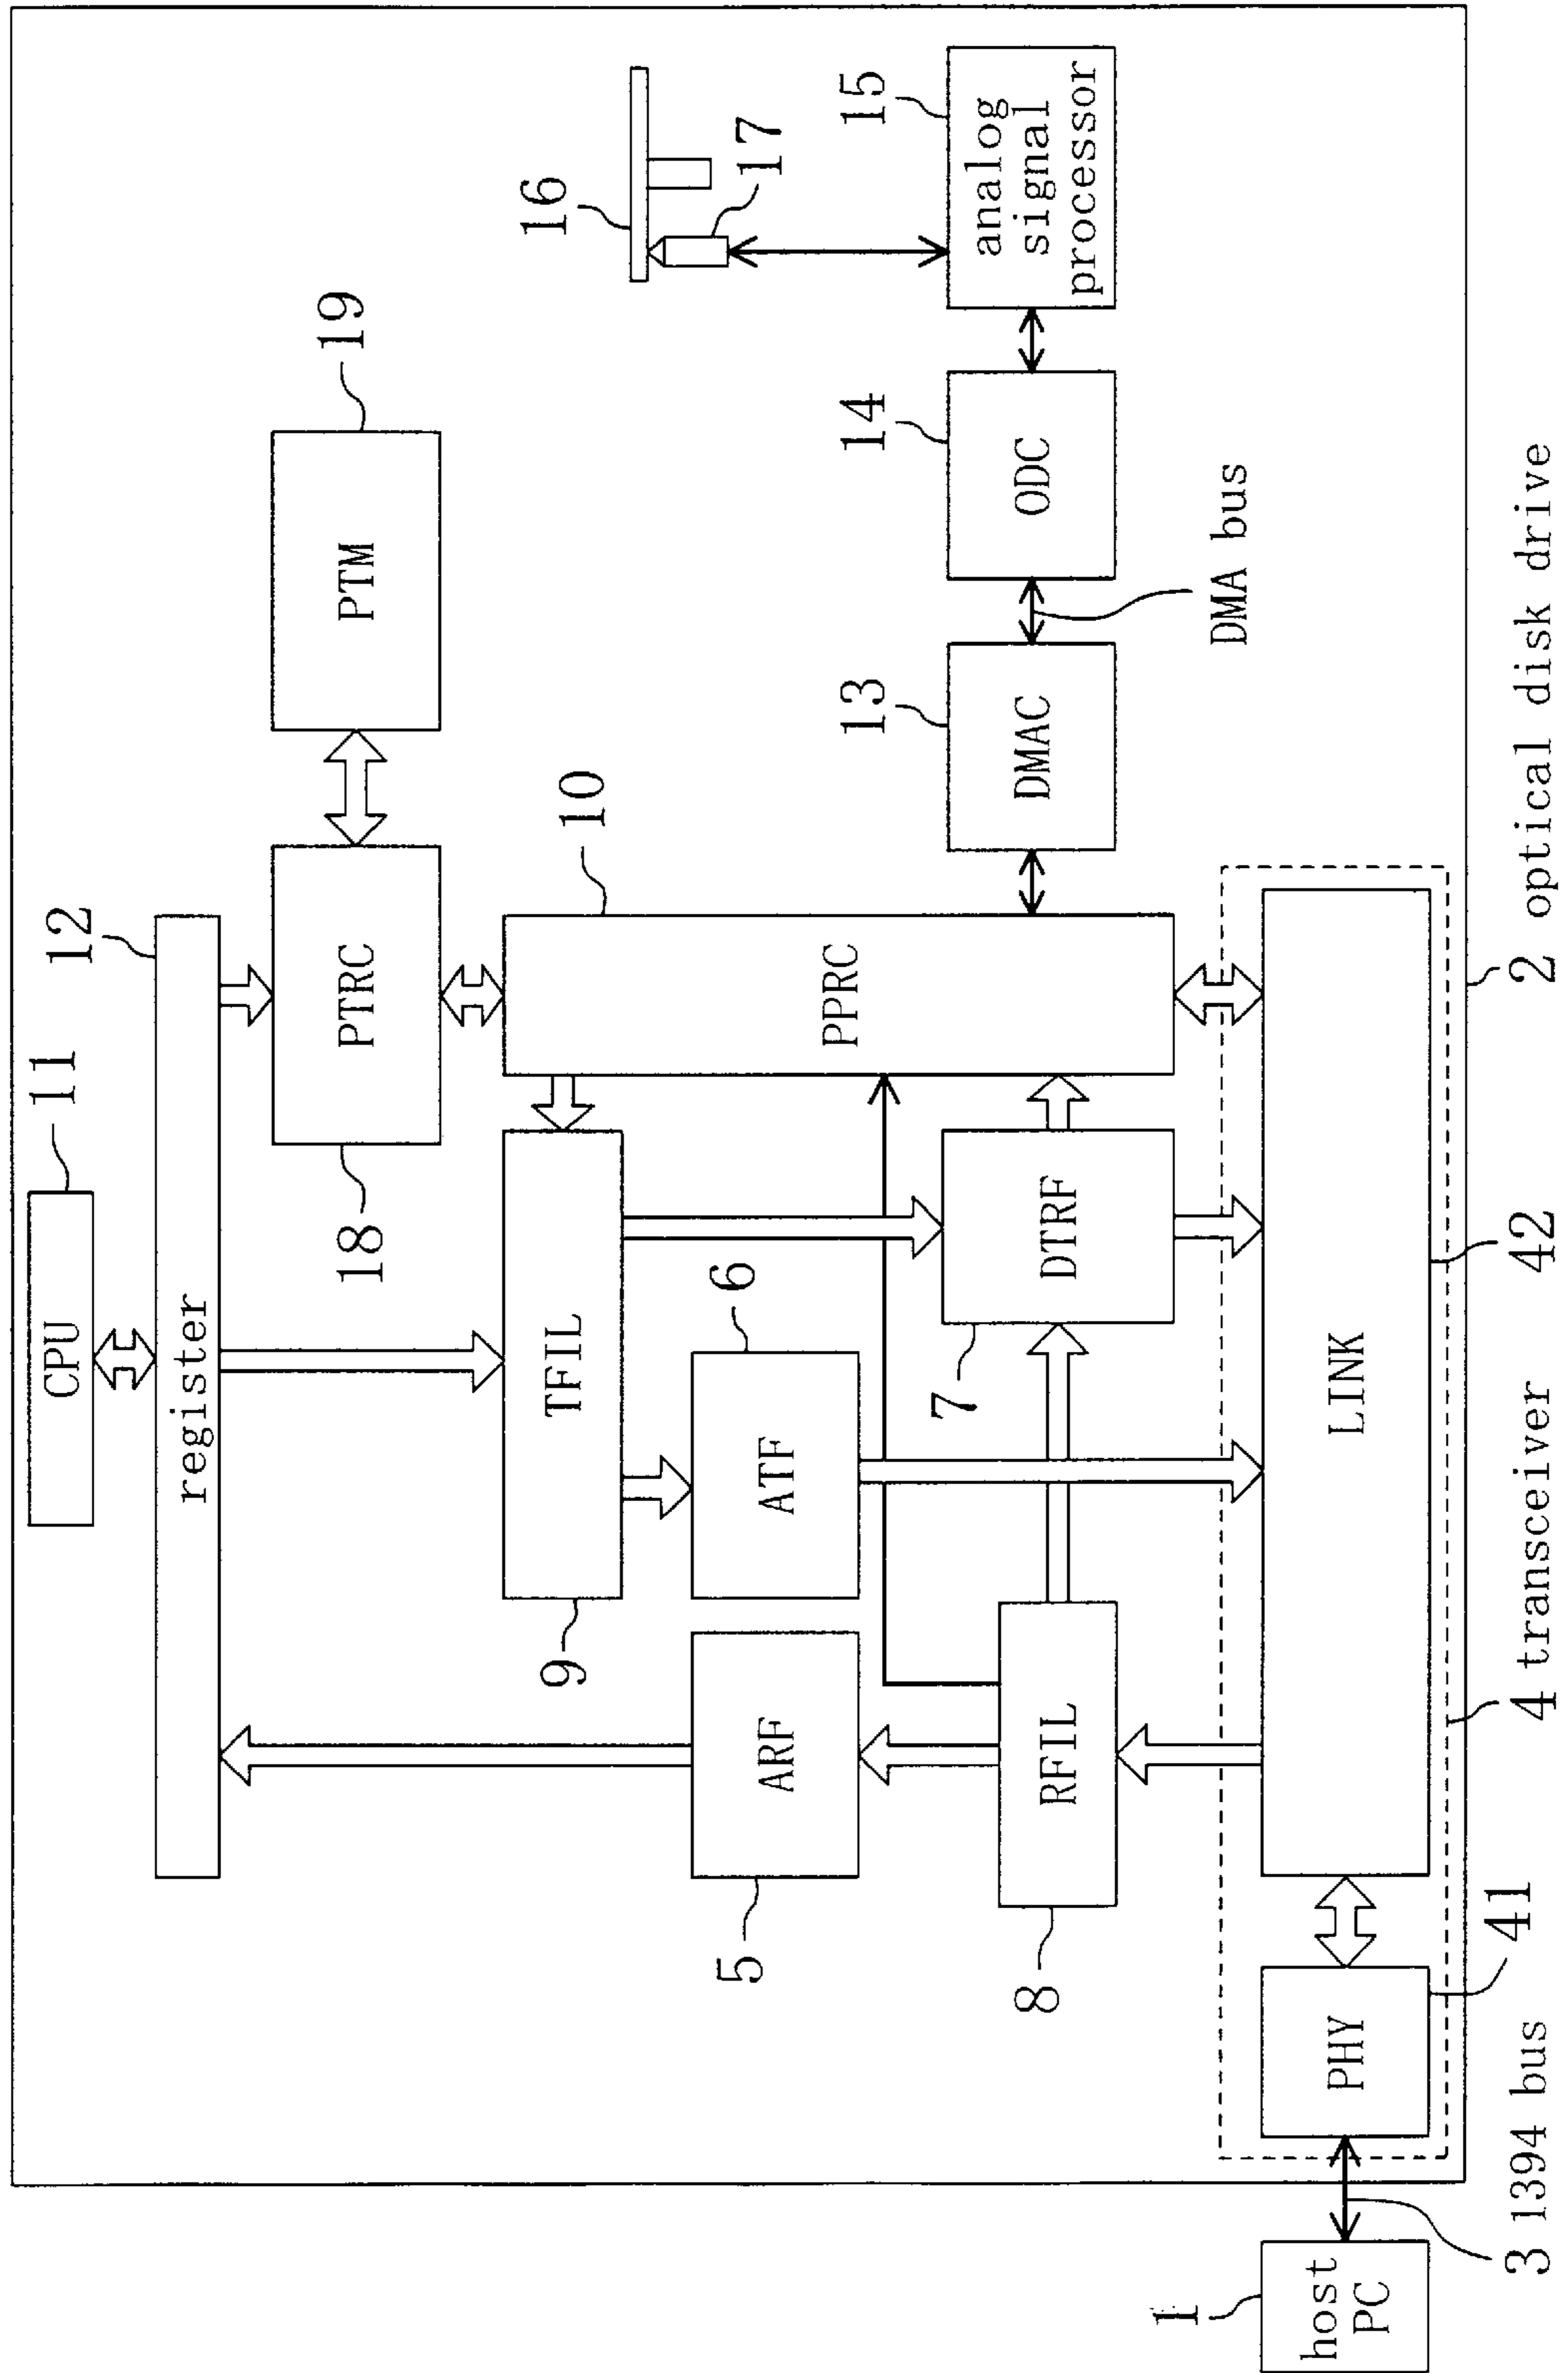 11
CPU
12
register
19
PTM
PTRC
18
16
17
10
PPRC
TFIL
9
6
ATF
ARF
5
7
DTRF
RFIL
8
13
DMAC
14
ODC
DMA bus
15
analog
signal
processor
LINK
PHY
1
host
PC
3 1394 bus
41
4 transceiver
42
2 optical disk drive